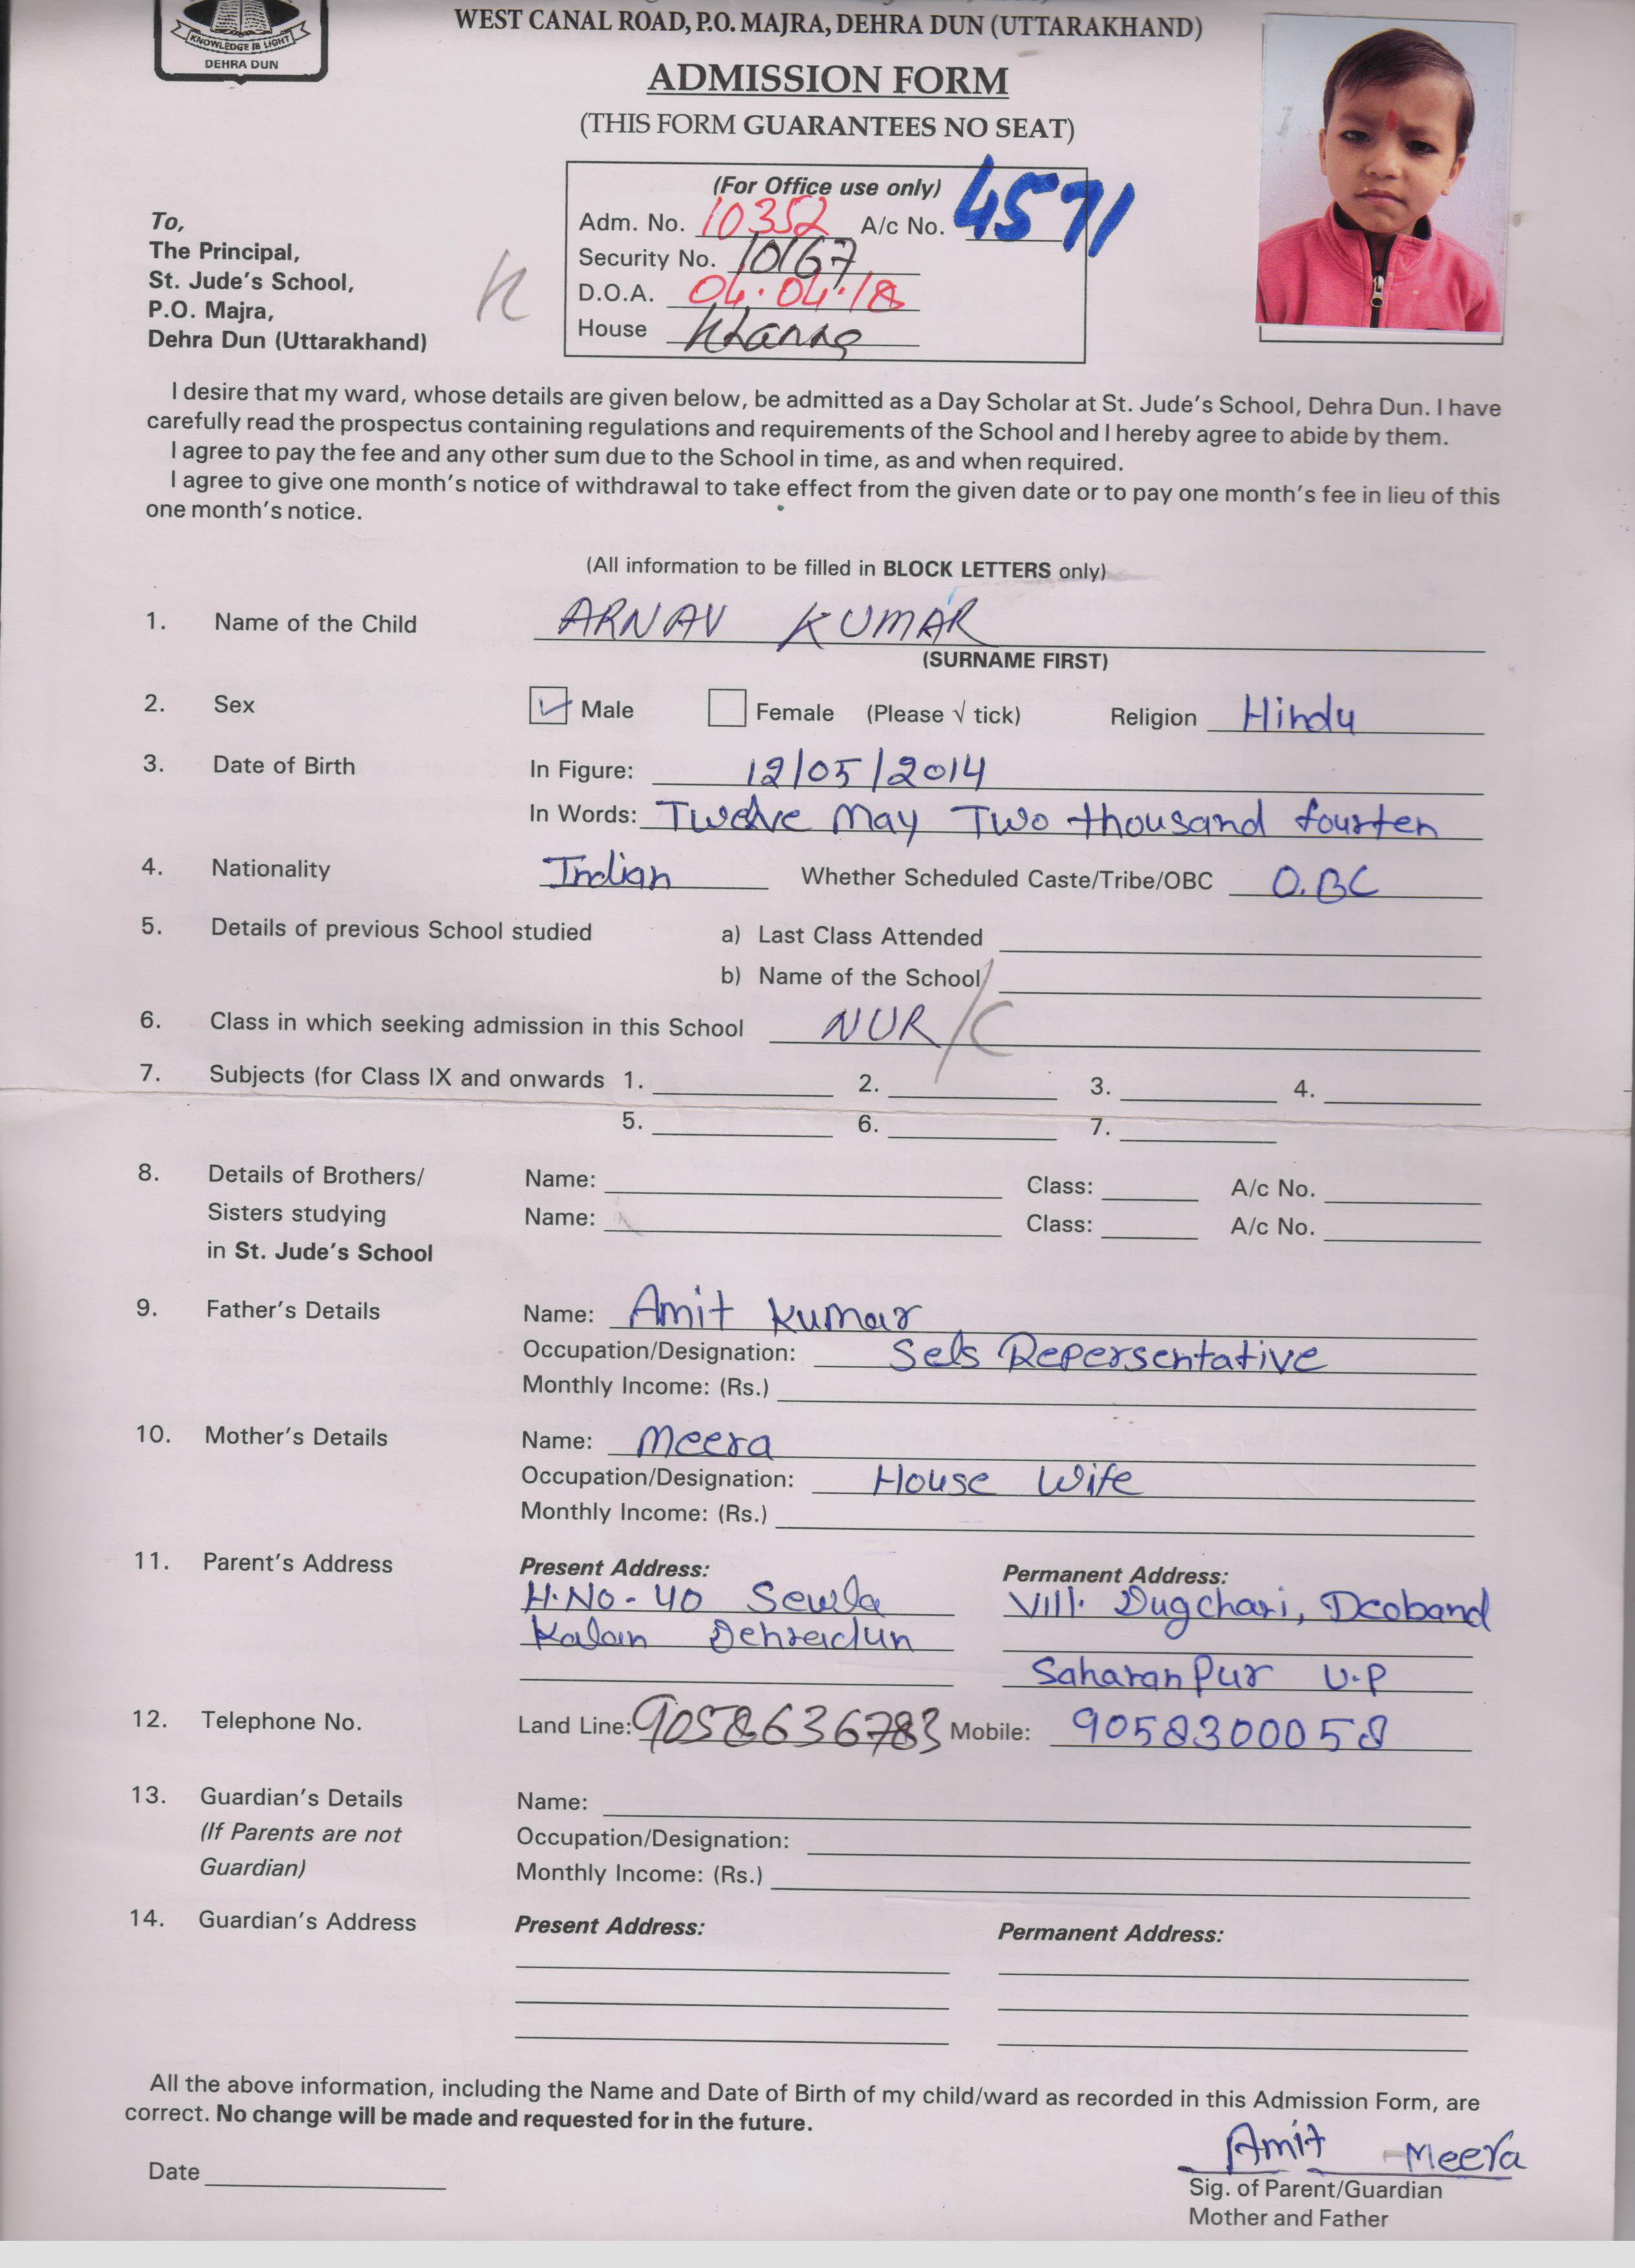 KNOWLEDGE IS LIGHT
DEHRA DUN
WEST CANAL ROAD, P.O. MAJRA, DEHRA DUN (UTTARAKHAND)
ADMISSION FORM
(THIS FORM GUARANTEES NO SEAT)
(For Office use only)
Adm. No. 10352 A/c No. 4571
Security No. 10167
D.O.A. 04.04.18
House Khanna
To,
The Principal,
St. Jude's School,
P.O. Majra,
Dehra Dun (Uttarakhand)
K
I desire that my ward, whose details are given below, be admitted as a Day Scholar at St. Jude's School, Dehra Dun. I have
carefully read the prospectus containing regulations and requirements of the School and I hereby agree to abide by them.
I agree to pay the fee and any other sum due to the School in time, as and when required.
I agree to give one month's notice of withdrawal to take effect from the given date or to pay one month's fee in lieu of this
one month's notice.
(All information to be filled in BLOCK LETTERS only)
1. Name of the Child ARNAV KUMAR
(SURNAME FIRST)
2. Sex Male Female (Please √ tick) Religion Hindu
3. Date of Birth In Figure: 12/05/2014
In Words: Twelve May Two thousand fourten
4. Nationality Indian Whether Scheduled Caste/Tribe/OBC O.BC
5. Details of previous School studied a) Last Class Attended
b) Name of the School
6. Class in which seeking admission in this School NUR/C
7. Subjects (for Class IX and onwards 1. 2. 3. 4.
5. 6. 7.
8. Details of Brothers/ Name: Class: A/c No.
Sisters studying Name: Class: A/c No.
in St. Jude's School
9. Father's Details Name: Amit Kumar
Occupation/Designation: Sels Repersentative
Monthly Income: (Rs.)
10. Mother's Details Name: Meera
Occupation/Designation: House Wife
Monthly Income: (Rs.)
11. Parent's Address Present Address: Permanent Address:
H.No-40 Sewla Vill. Dugchari, Deoband
Kalan Dehradun
Saharanpur U.P
12. Telephone No. Land Line: 9058636783 Mobile: 9058300058
13. Guardian's Details Name:
(If Parents are not Occupation/Designation:
Guardian) Monthly Income: (Rs.)
14. Guardian's Address Present Address: Permanent Address:
All the above information, including the Name and Date of Birth of my child/ward as recorded in this Admission Form, are
correct. No change will be made and requested for in the future.
Amit Meera
Date
Sig. of Parent/Guardian
Mother and Father